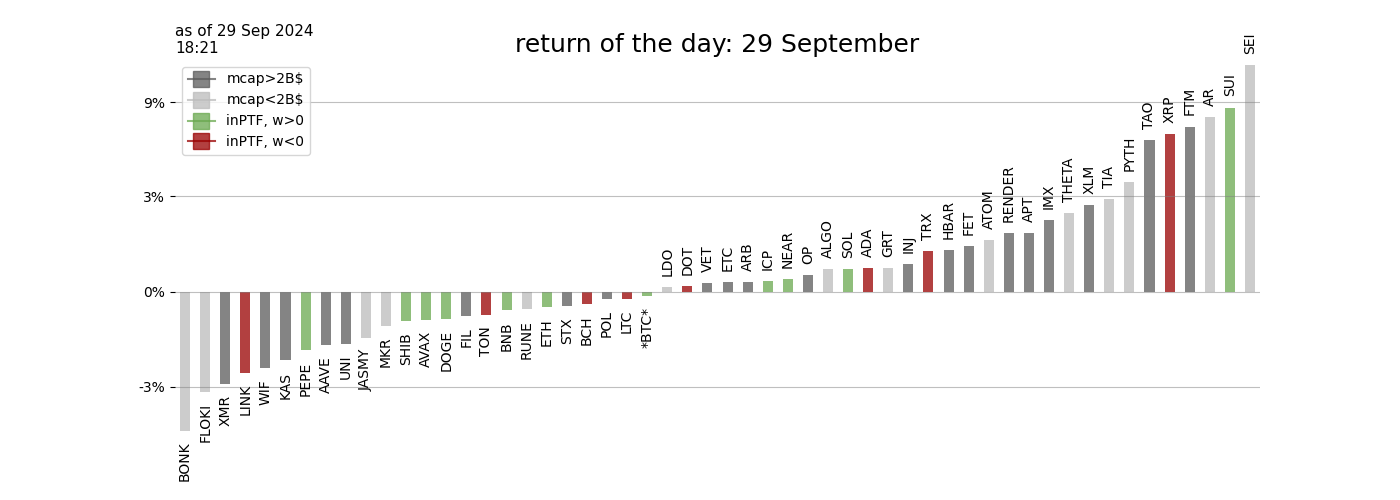 as of 29 Sep 2024
18:21
return of the day: 29 September
mcap>2B$
mcap<2B$
inPTF, w>0
inPTF, w<0
9%
3%
0%
-3%
BONK
FLOKI
XMR
LINK
WIF
KAS
PEPE
AAVE
UNI
JASMY
MKR
SHIB
AVAX
DOGE
FIL
TON
BNB
RUNE
ETH
STX
BCH
POL
LTC
*BTC*
LDO
DOT
VET
ETC
ARB
ICP
NEAR
OP
ALGO
SOL
ADA
GRT
INJ
TRX
HBAR
FET
ATOM
RENDER
APT
IMX
THETA
XLM
TIA
PYTH
TAO
XRP
FTM
AR
SUI
SEI